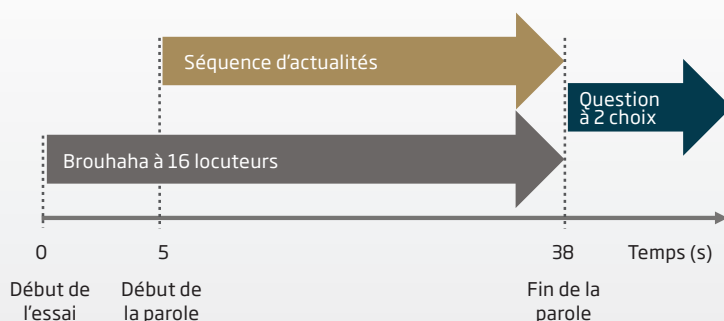 Séquence d'actualités
Question
à 2 choix
Brouhaha à 16 locuteurs
0
5
38
Temps (s)
Début de
l'essai
Début de
la parole
Fin de la
parole